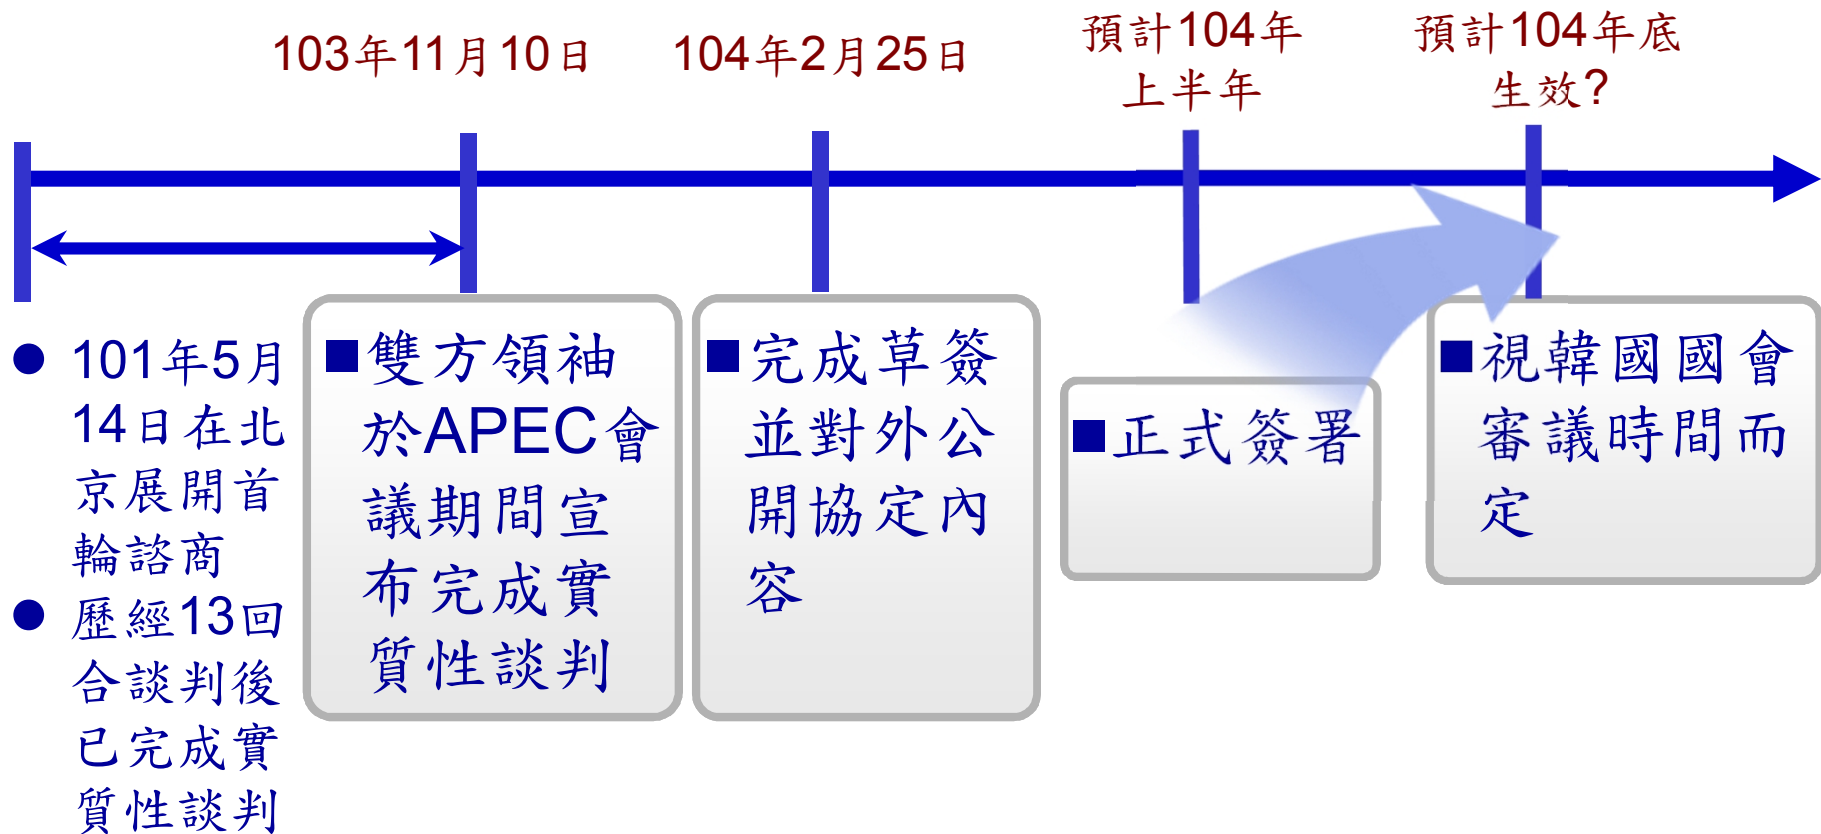 103年11月10日
104年2月25日
預計104年
上半年
預計104年底
生效?
● 101年5月
14日在北
京展開首
輪諮商
● 歷經13回
合談判後
已完成實
質性談判
■雙方領袖
於APEC會
議期間宣
布完成實
質性談判
■完成草簽
並對外公
開協定內
容
■正式簽署
■視韓國國會
審議時間而
定